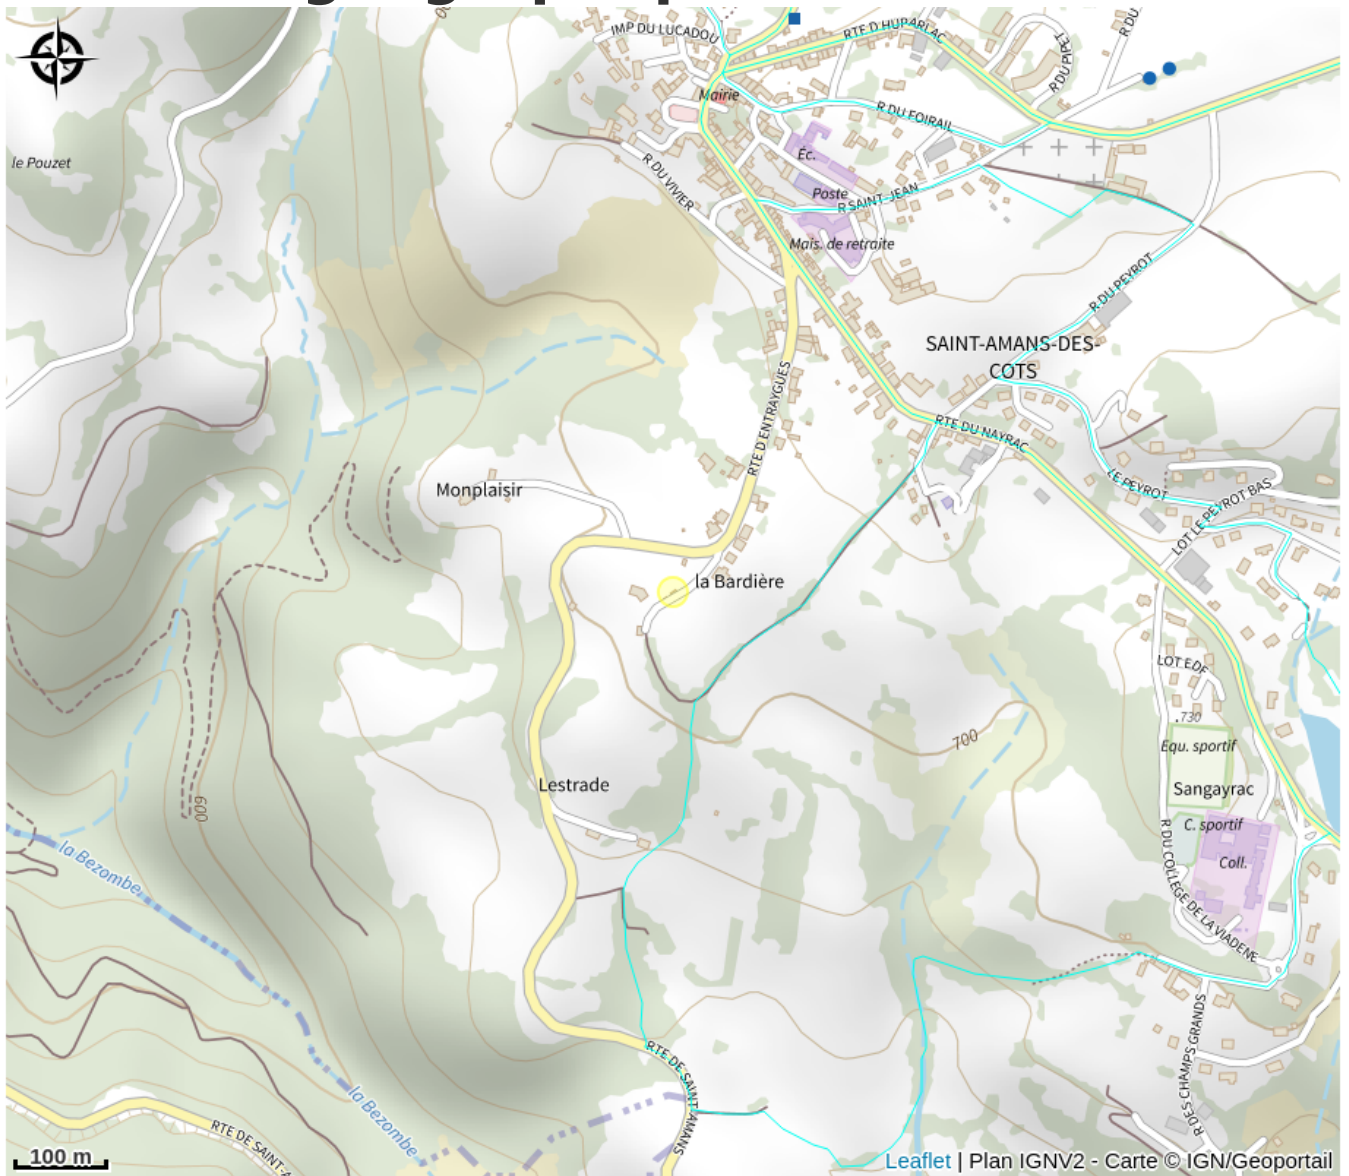 IMP DU LUCADOU
RTE D'HUPARLAC
R DU PIPET
R DU
Mairie
R DU FOIRAIL
le Pouzet
Éc.
R DU VIVIER
Poste
R SAINT-JEAN
Mais. de retraite
R DU PEYROT
SAINT-AMANS-DES-
COTS
RTE D'ENTRAYGUES
RTE DU NAYRAC
Monplaisir
LE PEYROT
LOT LE PEYROT BAS
la Bardière
LOT EDF
730
700
Equ. sportif
Lestrade
Sangayrac
600
C. sportif
la Bezombe
Coll.
R DU COLLEGE DE LA VIADENE
R DES CHAMPS GRANDS
RTE DE SAINT-AMANS
la Bezombe
RTE DE SAINT-A
100 m
Leaflet | Plan IGNV2 - Carte © IGN/Geoportail